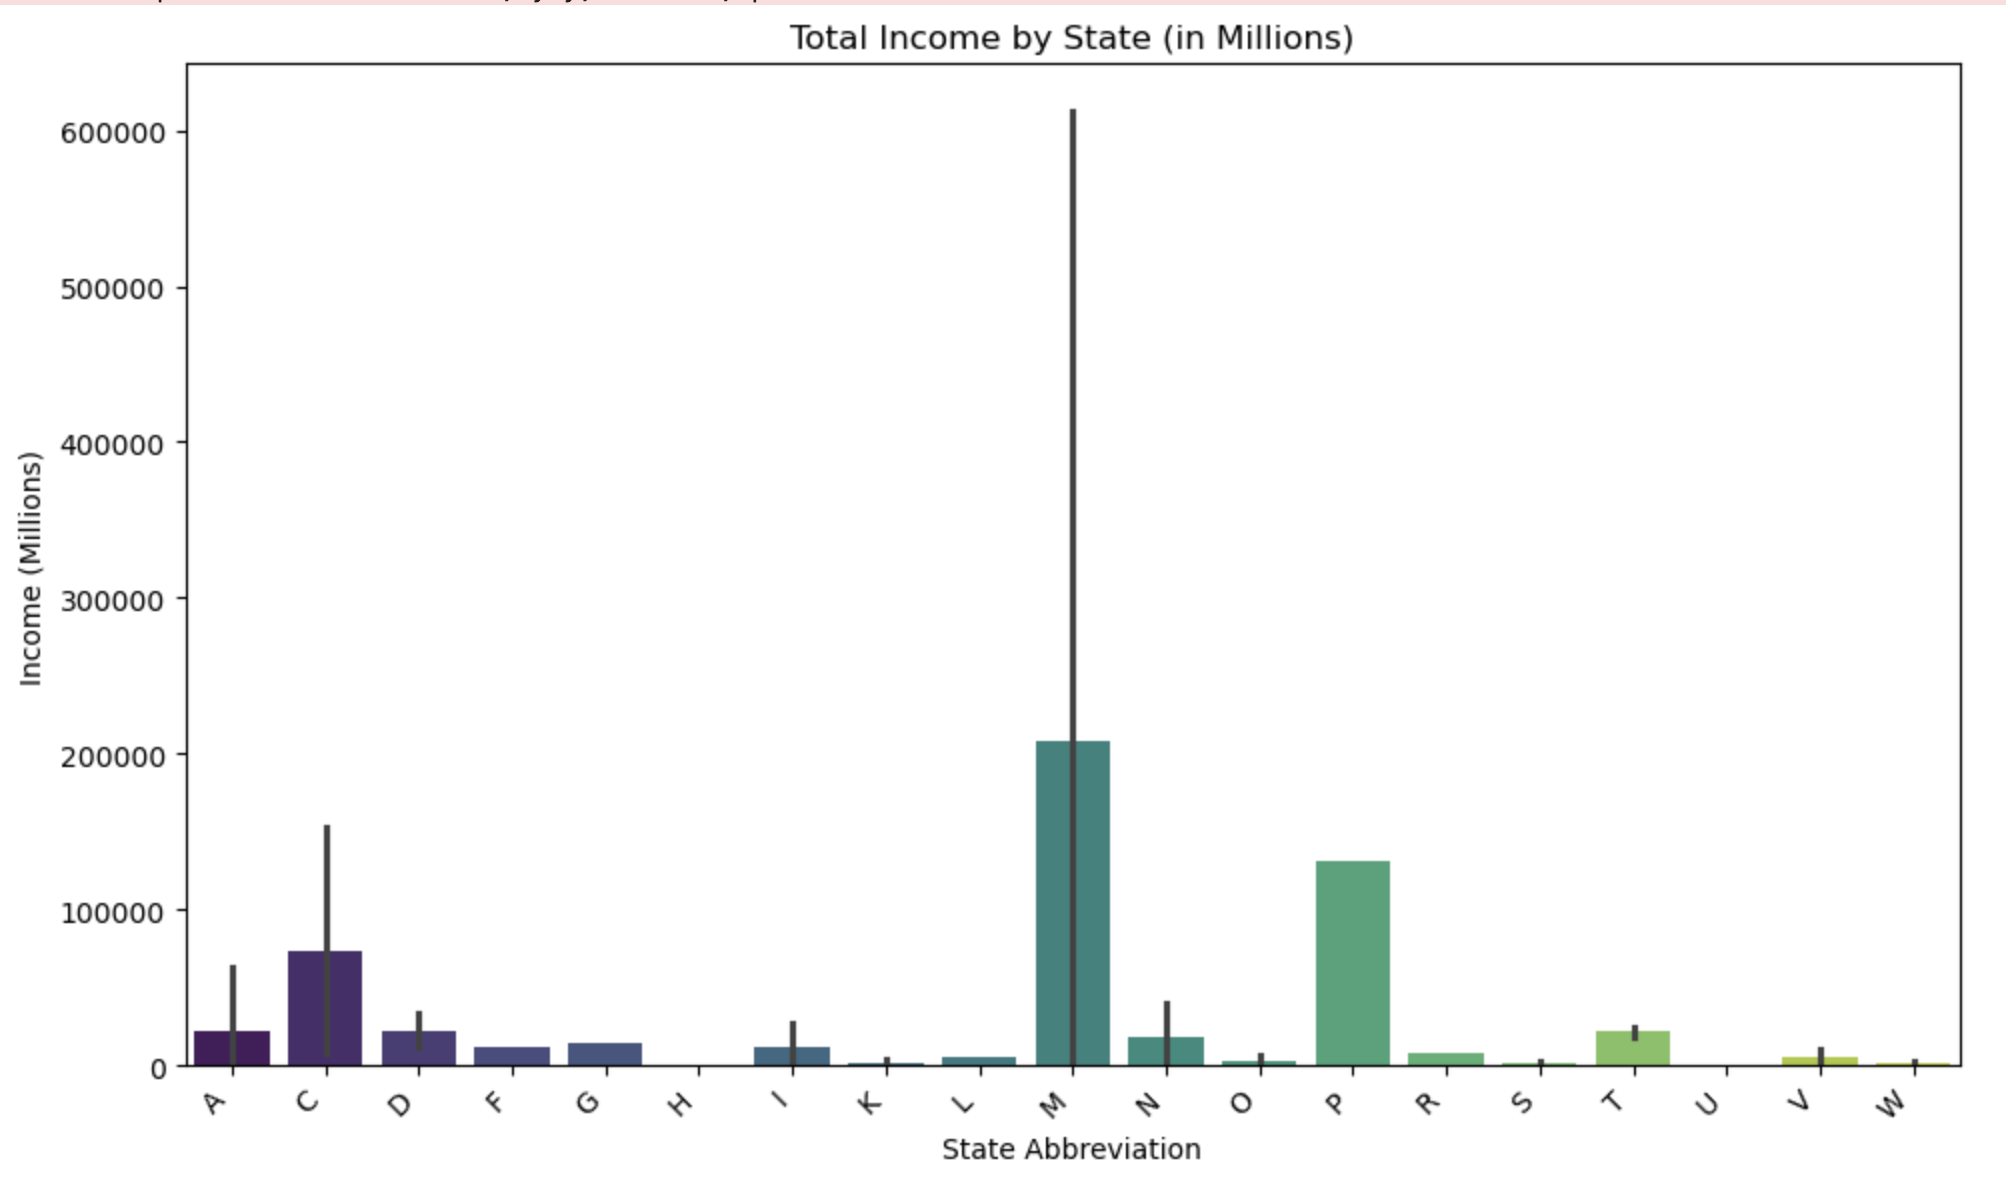 Total Income by State (in Millions)
600000
500000
400000
300000
200000
100000
0
Income (Millions)
A C D F G H I K L M N O P R S T U V W
State Abbreviation